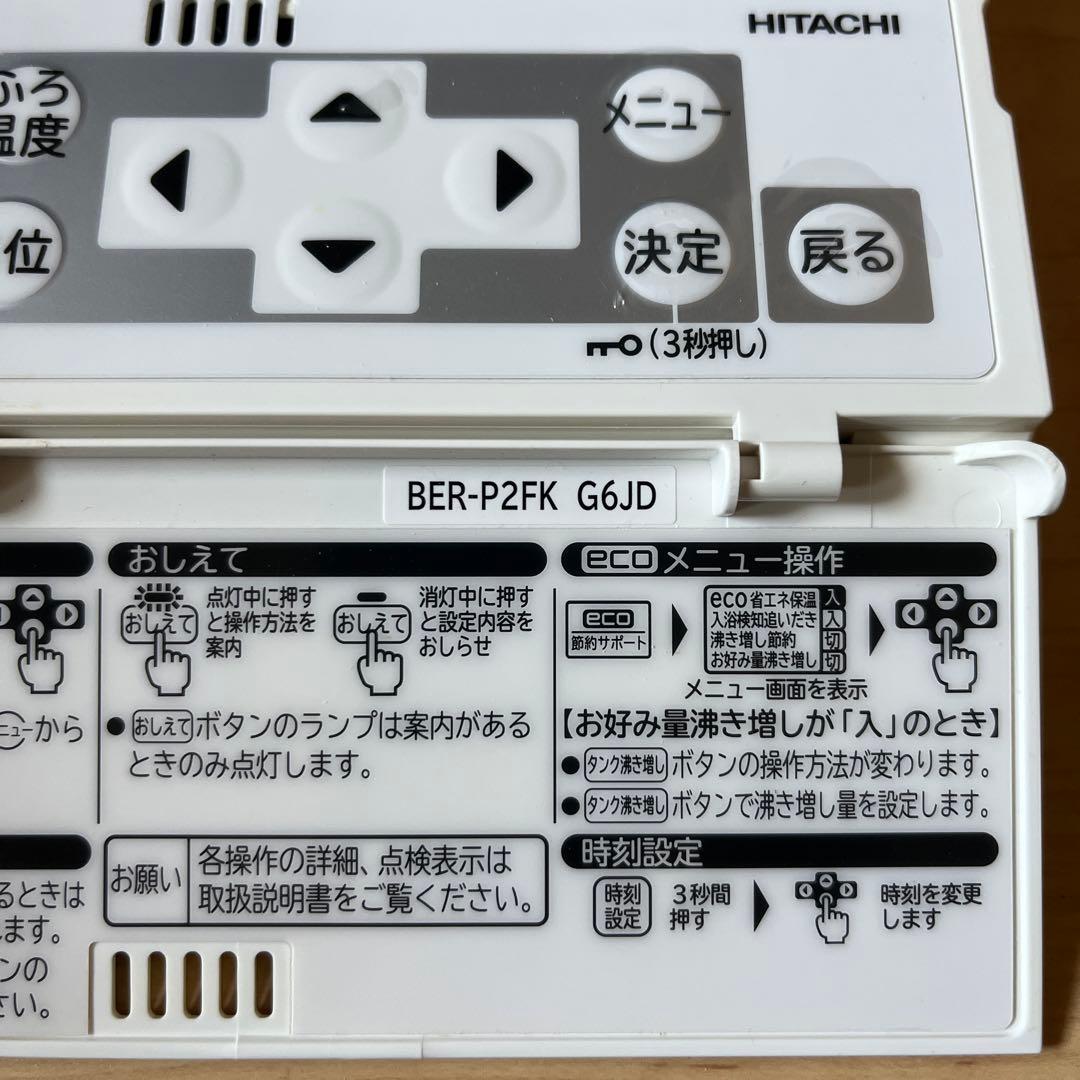 HITACHI
ふろ
温度
メニュー
位
決定
戻る
(3秒押し)
BER-P2FK G6JD
おしえて
eco メニュー操作
おしえて
点灯中に押す
と操作方法を
案内
おしえて
消灯中に押す
と設定内容を
おしらせ
eco
節約サポート
eco省エネ保温 入
入浴検知追いだき 入
沸き増し節約 切
お好み量沸き増し 切
メニュー画面を表示
ニューから
●おしえてボタンのランプは案内がある
ときのみ点灯します。
【お好み量沸き増しが「入」のとき】
●タンク沸き増しボタンの操作方法が変わります。
●タンク沸き増しボタンで沸き増し量を設定します。
るときは
ます。
ンの
さい。
お願い
各操作の詳細、点検表示は
取扱説明書をご覧ください。
時刻設定
時刻
設定
3秒間
押す
時刻を変更
します